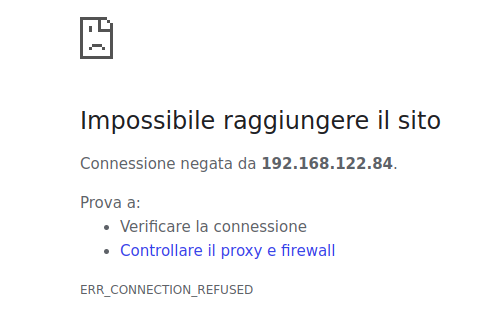 Impossibile raggiungere il sito
Connessione negata da 192.168.122.84.
Prova a:
• Verificare la connessione
• Controllare il proxy e firewall
ERR_CONNECTION_REFUSED